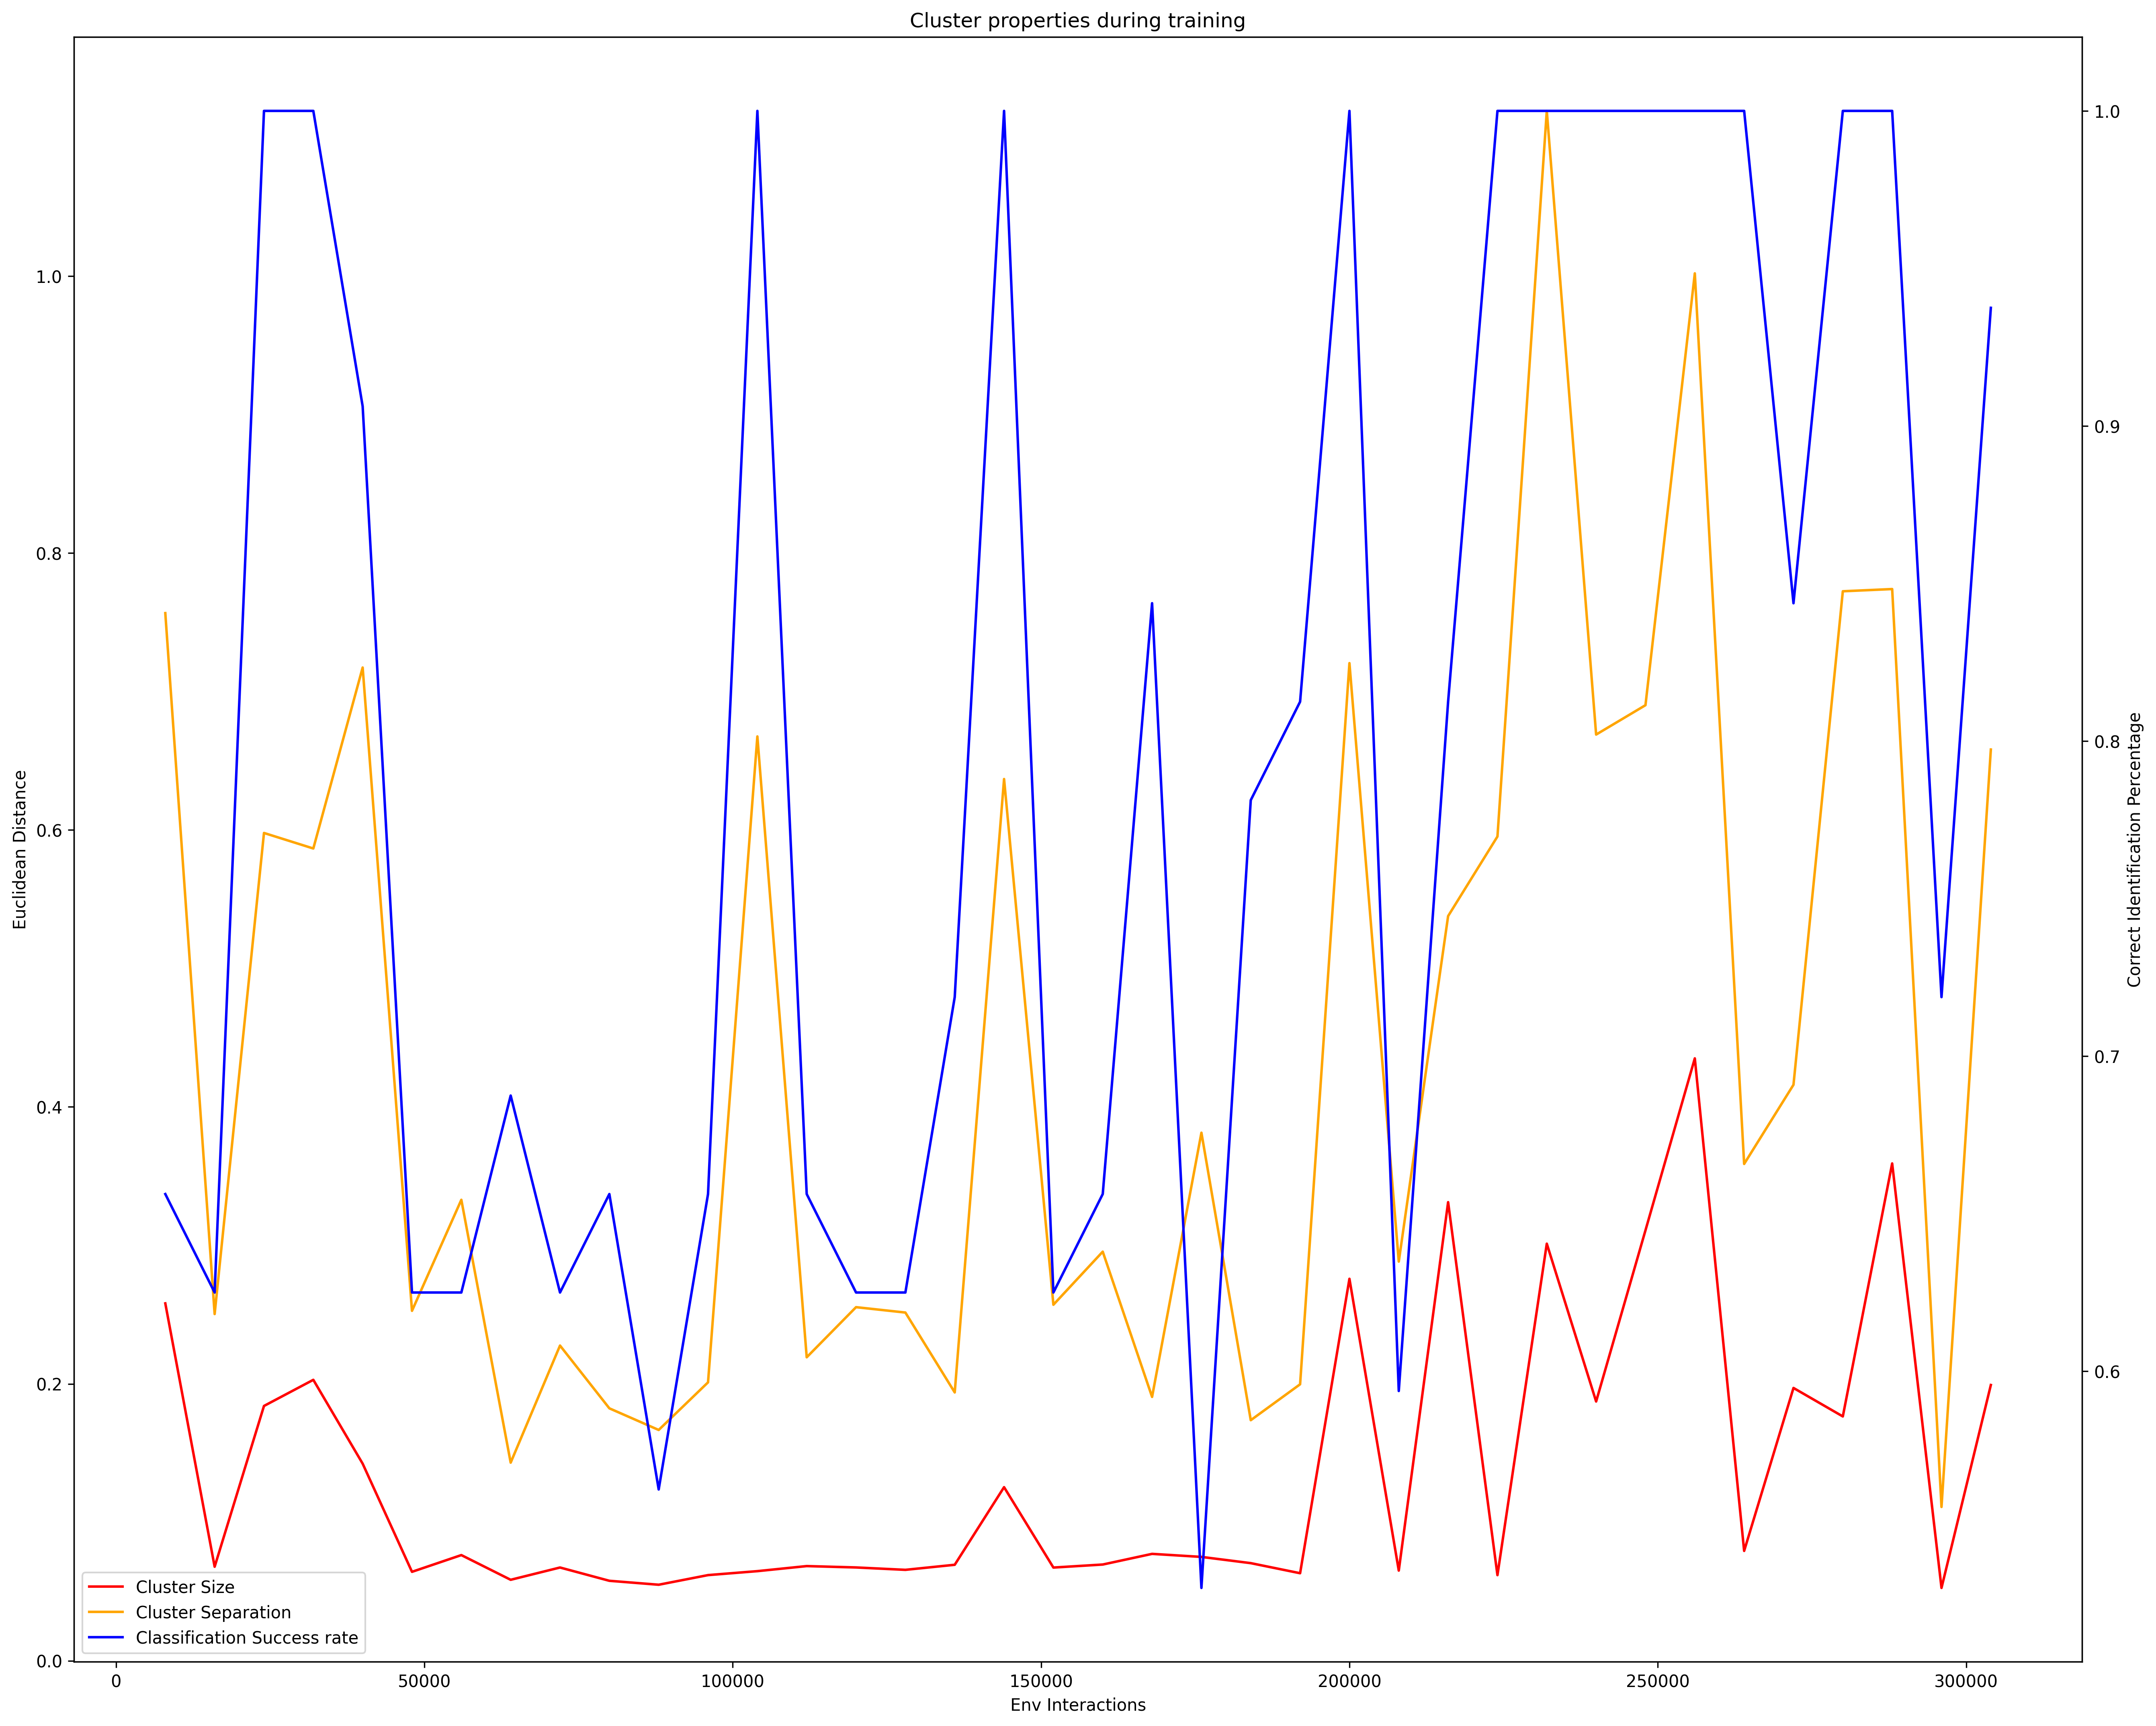 Cluster properties during training
1.0
0.8
0.6
0.4
0.2
0.0
Euclidean Distance
1.0
0.9
0.8
0.7
0.6
Correct Identification Percentage
Cluster Size
Cluster Separation
Classification Success rate
0 50000 100000 150000 200000 250000 300000
Env Interactions